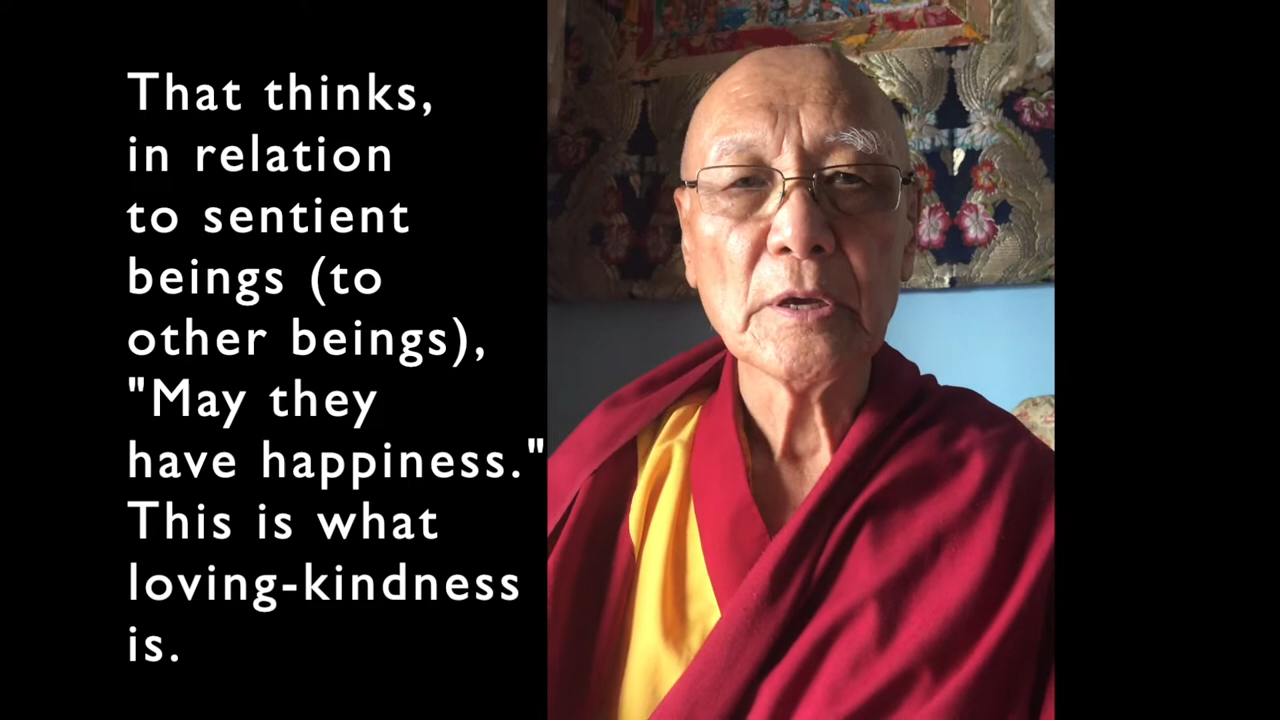 That thinks,
in relation
to sentient
beings (to
other beings),
"May they
have happiness."
This is what
loving-kindness
is.